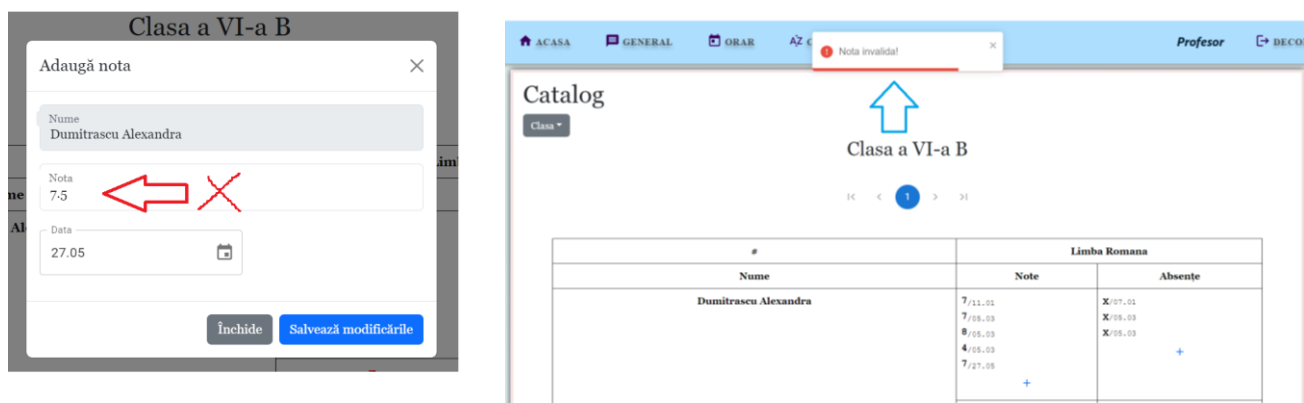 Clasa a VI-a B
Adaugă nota
Nume
Dumitrascu Alexandra
Nota
7.5
Data
27.05
Închide Salvează modificările
ACASA GENERAL ORAR
Nota invalida!
Profesor
Catalog
Clasa
Clasa a VI-a B
1
# Limba Romana
Nume Note Absențe
Dumitrascu Alexandra 7/11.01 X/07.01
7/05.03 X/05.03
8/05.03 X/05.03
4/05.03 +
7/27.05
+